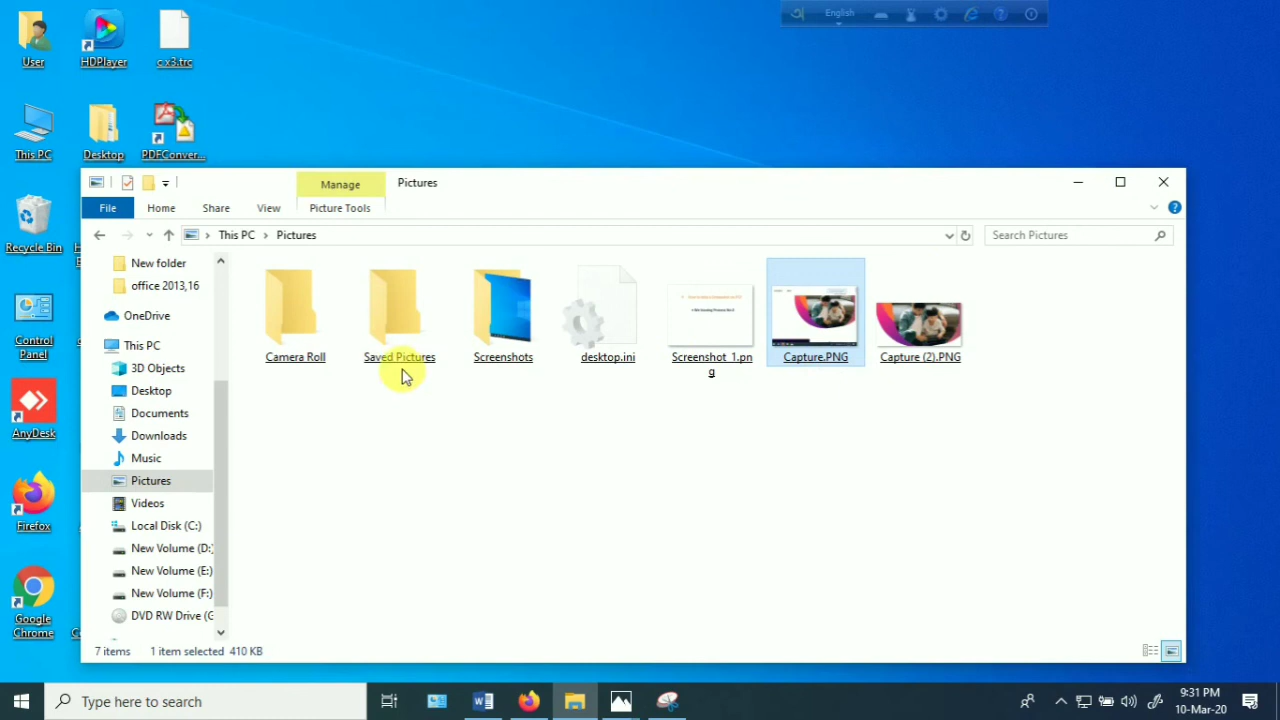 English
User
HDPlayer
c.x3.trc
This PC
Desktop
PDFConver...
Recycle Bin
Control
Panel
AnyDesk
Firefox
Google
Chrome
Manage
Pictures
File
Home
Share
View
Picture Tools
This PC
Pictures
Search Pictures
New folder
office 2013,16
OneDrive
This PC
3D Objects
Desktop
Documents
Downloads
Music
Pictures
Videos
Local Disk (C:)
New Volume (D:)
New Volume (E:)
New Volume (F:)
DVD RW Drive (G
Camera Roll
Saved Pictures
Screenshots
desktop.ini
Screenshot_1.pn
g
Capture.PNG
Capture (2).PNG
7 items
1 item selected 410 KB
Type here to search
9:31 PM
10-Mar-20